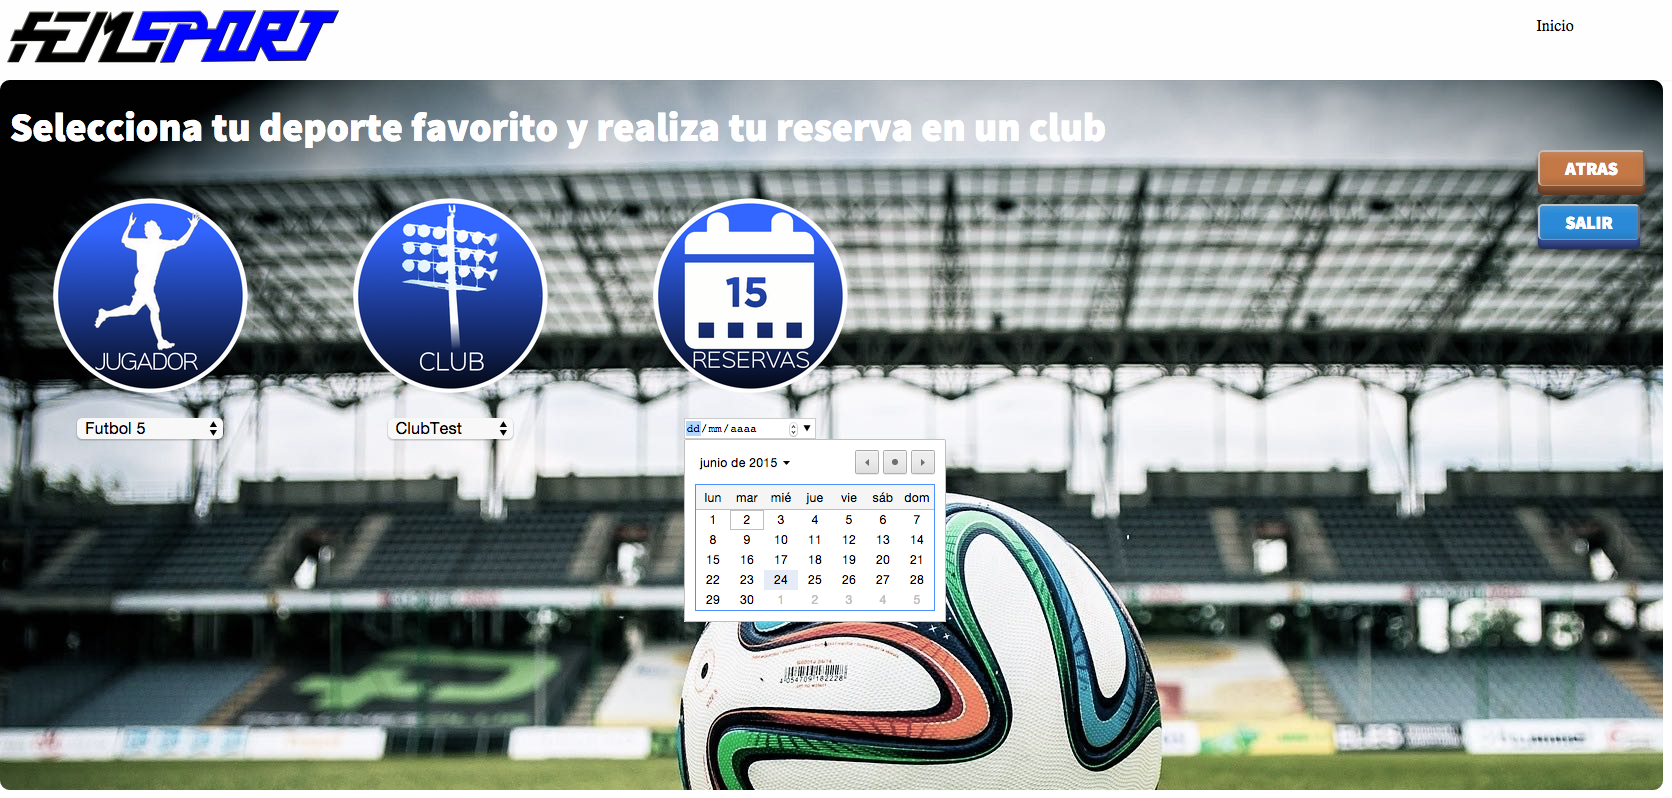 FEMSPORT
Inicio
Selecciona tu deporte favorito y realiza tu reserva en un club
ATRAS
SALIR
JUGADOR
CLUB
15
RESERVAS
Futbol 5
ClubTest
dd/mm/aaaa
junio de 2015
lun mar mié jue vie sáb dom
1 2 3 4 5 6 7
8 9 10 11 12 13 14
15 16 17 18 19 20 21
22 23 24 25 26 27 28
29 30 1 2 3 4 5